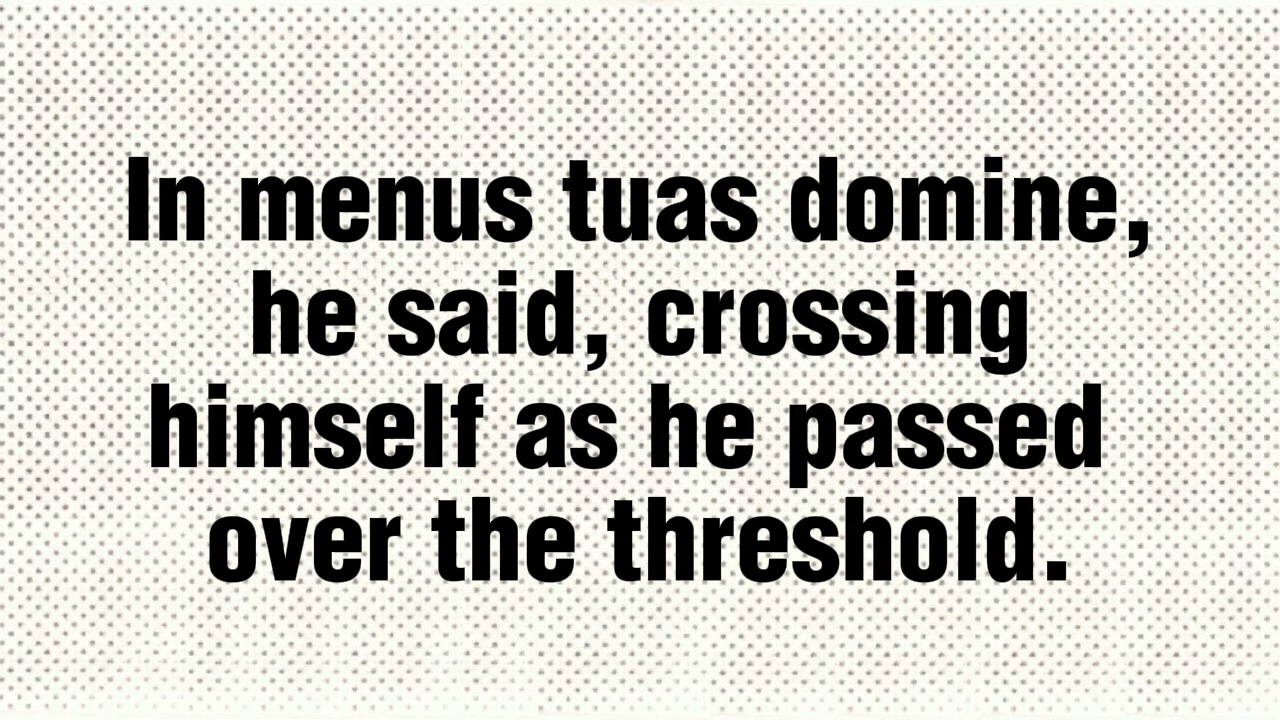 In menus tuas domine,
he said, crossing
himself as he passed
over the threshold.